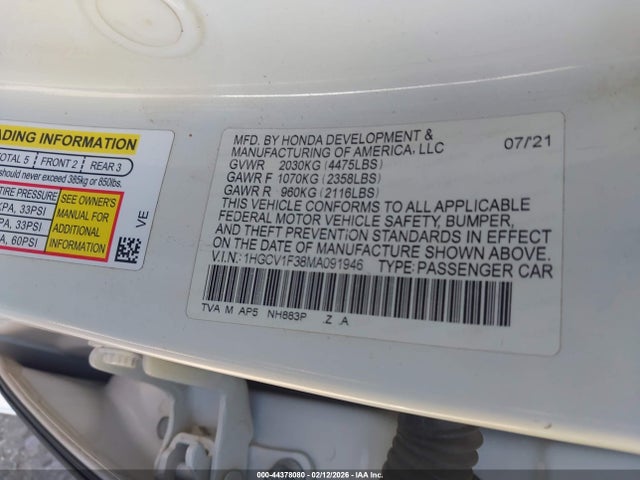 ADING INFORMATION
TOTAL 5 FRONT 2 REAR 3
should never exceed 385kg or 850lbs.
TIRE PRESSURE
KPA, 33PSI
A, 33PSI
A, 60PSI
SEE OWNER'S
MANUAL FOR
ADDITIONAL
INFORMATION
VE
MFD. BY HONDA DEVELOPMENT &
MANUFACTURING OF AMERICA, LLC
07/'21
GVWR 2030KG (4475LBS)
GAWR F 1070KG (2358LBS)
GAWR R 960KG (2116LBS)
THIS VEHICLE CONFORMS TO ALL APPLICABLE
FEDERAL MOTOR VEHICLE SAFETY, BUMPER,
AND THEFT PREVENTION STANDARDS IN EFFECT
ON THE DATE OF MANUFACTURE SHOWN ABOVE.
V.I.N.: 1HGCV1F38MA091946 TYPE: PASSENGER CAR
TVA M AP5 NH883P .Z .A
000-44378080 - 02/12/2026 - IAA Inc.